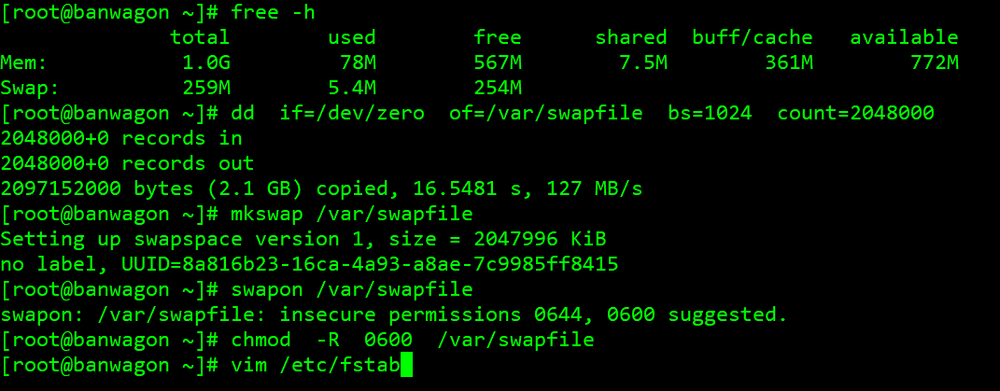 [root@banwagon ~]# free -h
              total        used        free      shared  buff/cache   available
Mem:           1.0G         78M        567M        7.5M        361M        772M
Swap:          259M        5.4M        254M
[root@banwagon ~]# dd  if=/dev/zero  of=/var/swapfile  bs=1024  count=2048000
2048000+0 records in
2048000+0 records out
2097152000 bytes (2.1 GB) copied, 16.5481 s, 127 MB/s
[root@banwagon ~]# mkswap /var/swapfile
Setting up swapspace version 1, size = 2047996 KiB
no label, UUID=8a816b23-16ca-4a93-a8ae-7c9985ff8415
[root@banwagon ~]# swapon /var/swapfile
swapon: /var/swapfile: insecure permissions 0644, 0600 suggested.
[root@banwagon ~]# chmod  -R  0600  /var/swapfile
[root@banwagon ~]# vim /etc/fstab